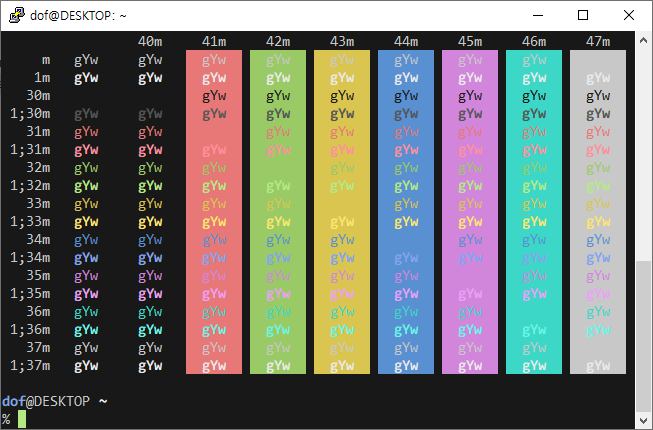 dof@DESKTOP: ~
40m 41m 42m 43m 44m 45m 46m 47m
m gYw gYw gYw gYw gYw gYw gYw gYw
1m gYw gYw gYw gYw gYw gYw gYw gYw gYw
30m gYw gYw gYw gYw gYw gYw gYw
1;30m gYw gYw gYw gYw gYw gYw gYw gYw gYw
31m gYw gYw gYw gYw gYw gYw gYw gYw
1;31m gYw gYw gYw gYw gYw gYw gYw gYw gYw
32m gYw gYw gYw gYw gYw gYw gYw gYw
1;32m gYw gYw gYw gYw gYw gYw gYw gYw gYw
33m gYw gYw gYw gYw gYw gYw gYw gYw
1;33m gYw gYw gYw gYw gYw gYw gYw gYw gYw
34m gYw gYw gYw gYw gYw gYw gYw gYw
1;34m gYw gYw gYw gYw gYw gYw gYw gYw gYw
35m gYw gYw gYw gYw gYw gYw gYw gYw
1;35m gYw gYw gYw gYw gYw gYw gYw gYw gYw
36m gYw gYw gYw gYw gYw gYw gYw gYw
1;36m gYw gYw gYw gYw gYw gYw gYw gYw gYw
37m gYw gYw gYw gYw gYw gYw gYw gYw
1;37m gYw gYw gYw gYw gYw gYw gYw gYw gYw
dof@DESKTOP ~
%